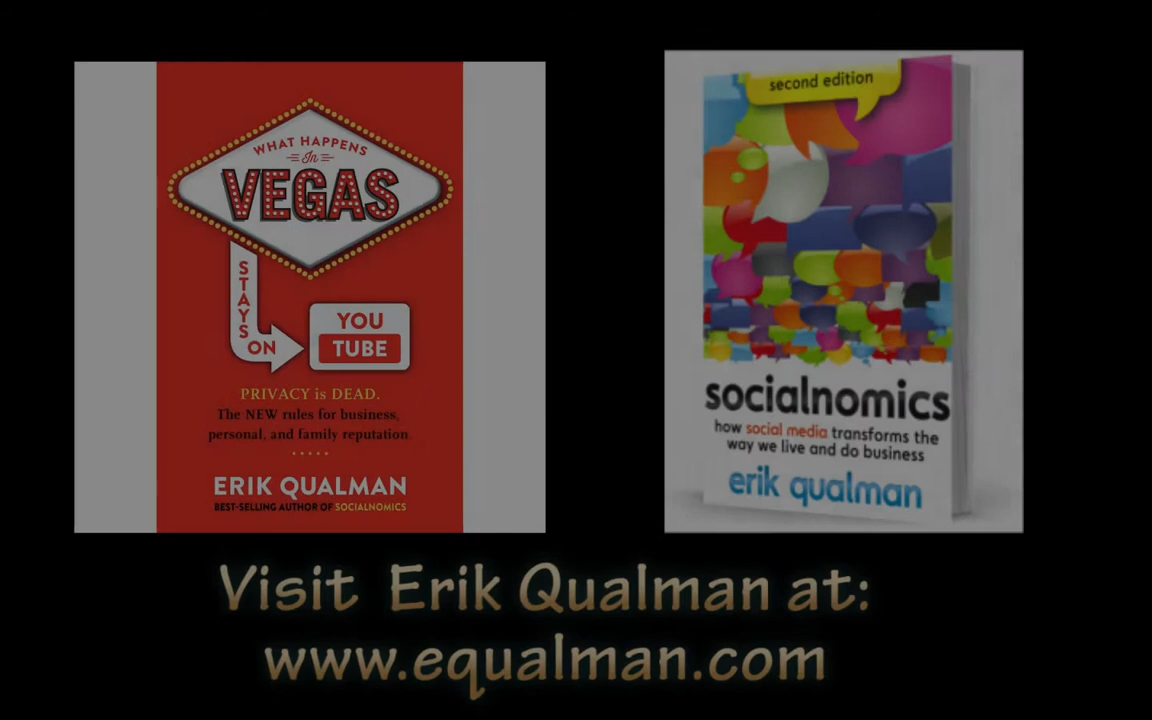 WHAT HAPPENS
In
VEGAS
STAYS
ON
YOU
TUBE
PRIVACY is DEAD.
The NEW rules for business,
personal, and family reputation
ERIK QUALMAN
BEST-SELLING AUTHOR OF SOCIALNOMICS
second edition
socialnomics
how social media transforms the
way we live and do business
erik qualman
Visit Erik Qualman at:
www.equalman.com